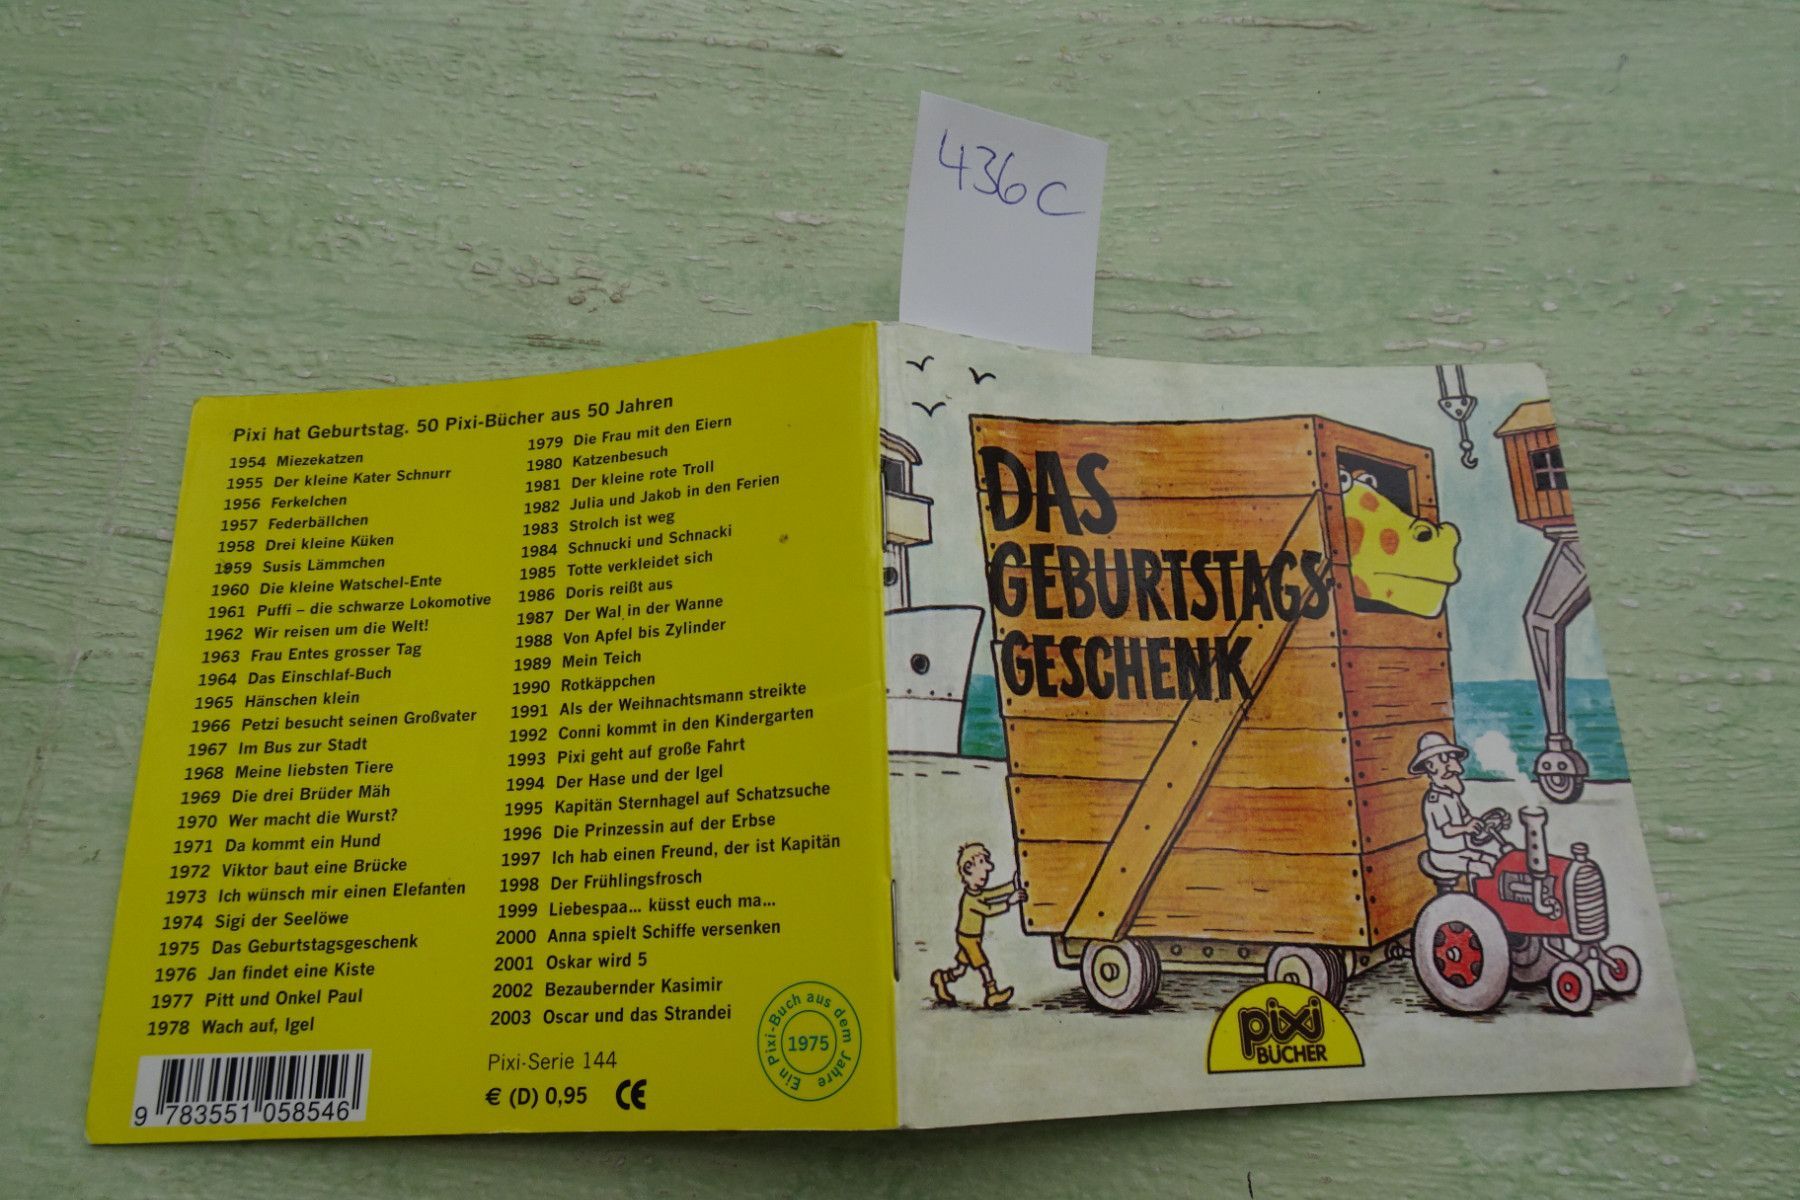 436c
Pixi hat Geburtstag. 50 Pixi-Bücher aus 50 Jahren
1954 Miezekatzen
1955 Der kleine Kater Schnurr
1956 Ferkelchen
1957 Federbällchen
1958 Drei kleine Küken
1959 Susis Lämmchen
1960 Die kleine Watschel-Ente
1961 Puffi – die schwarze Lokomotive
1962 Wir reisen um die Welt!
1963 Frau Entes grosser Tag
1964 Das Einschlaf-Buch
1965 Hänschen klein
1966 Petzi besucht seinen Großvater
1967 Im Bus zur Stadt
1968 Meine liebsten Tiere
1969 Die drei Brüder Mäh
1970 Wer macht die Wurst?
1971 Da kommt ein Hund
1972 Viktor baut eine Brücke
1973 Ich wünsch mir einen Elefanten
1974 Sigi der Seelöwe
1975 Das Geburtstagsgeschenk
1976 Jan findet eine Kiste
1977 Pitt und Onkel Paul
1978 Wach auf, Igel
1979 Die Frau mit den Eiern
1980 Katzenbesuch
1981 Der kleine rote Troll
1982 Julia und Jakob in den Ferien
1983 Strolch ist weg
1984 Schnucki und Schnacki
1985 Totte verkleidet sich
1986 Doris reißt aus
1987 Der Wal in der Wanne
1988 Von Apfel bis Zylinder
1989 Mein Teich
1990 Rotkäppchen
1991 Als der Weihnachtsmann streikte
1992 Conni kommt in den Kindergarten
1993 Pixi geht auf große Fahrt
1994 Der Hase und der Igel
1995 Kapitän Sternhagel auf Schatzsuche
1996 Die Prinzessin auf der Erbse
1997 Ich hab einen Freund, der ist Kapitän
1998 Der Frühlingsfrosch
1999 Liebespaa... küsst euch ma...
2000 Anna spielt Schiffe versenken
2001 Oskar wird 5
2002 Bezaubernder Kasimir
2003 Oscar und das Strandei
Pixi-Serie 144
€ (D) 0,95 CE
Ein Pixi-Buch aus dem Jahre
1975
9 783551 058546
DAS
GEBURTSTAGS
GESCHENK
pixi
BÜCHER